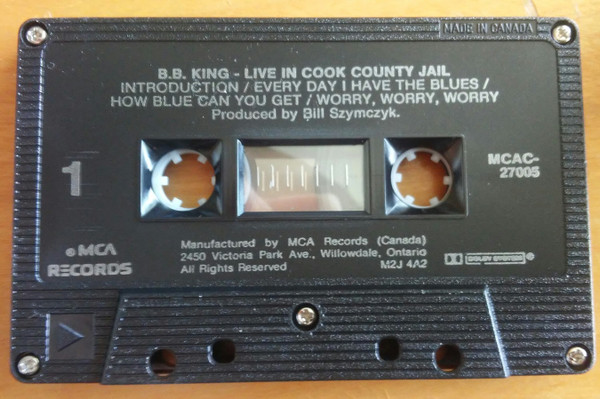 MADE IN CANADA
B.B. KING - LIVE IN COOK COUNTY JAIL
INTRODUCTION / EVERY DAY I HAVE THE BLUES /
HOW BLUE CAN YOU GET / WORRY, WORRY, WORRY
Produced by Bill Szymczyk.
1
MCAC-
27005
MCA
RECORDS
Manufactured by MCA Records (Canada)
2450 Victoria Park Ave., Willowdale, Ontario
All Rights Reserved M2J 4A2
DOLBY SYSTEM